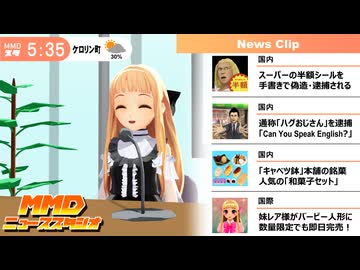 MMD
5:35
ケロリン町
30%
News Clip
国内
スーパーの半額シールを
手書きで偽造・逮捕される
半額
国内
通称「ハグおじさん」を逮捕
「Can You Speak English?」
国内
「キャベツ鉢」本舗の銘菓
人気の「和菓子セット」
国際
妹レア様がバービー人形に
数量限定でも即日完売！
MMD
ニューススタジオ